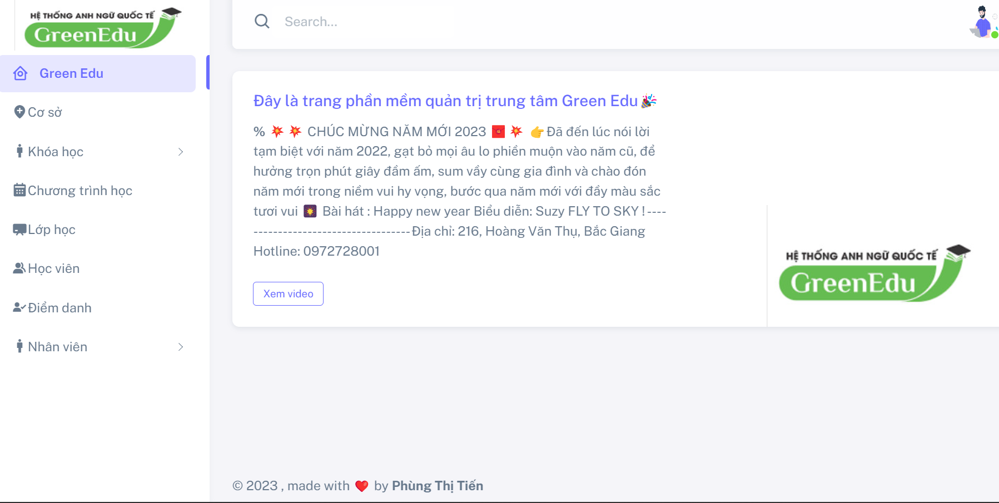 HỆ THỐNG ANH NGỮ QUỐC TẾ
GreenEdu
Green Edu
Cơ sở
Khóa học
Chương trình học
Lớp học
Học viên
Điểm danh
Nhân viên
Search...
Đây là trang phần mềm quản trị trung tâm Green Edu🎉
% 💥 💥 CHÚC MỪNG NĂM MỚI 2023 🧧 💥 👉Đã đến lúc nói lời
tạm biệt với năm 2022, gạt bỏ mọi âu lo phiền muộn vào năm cũ, để
hưởng trọn phút giây đầm ấm, sum vầy cùng gia đình và chào đón
năm mới trong niềm vui hy vọng, bước qua năm mới với đầy màu sắc
tươi vui 🎆 Bài hát : Happy new year Biểu diễn: Suzy FLY TO SKY ! ----
--------------------------------Địa chỉ: 216, Hoàng Văn Thụ, Bắc Giang
Hotline: 0972728001
Xem video
HỆ THỐNG ANH NGỮ QUỐC TẾ
GreenEdu
© 2023 , made with ❤️ by Phùng Thị Tiến